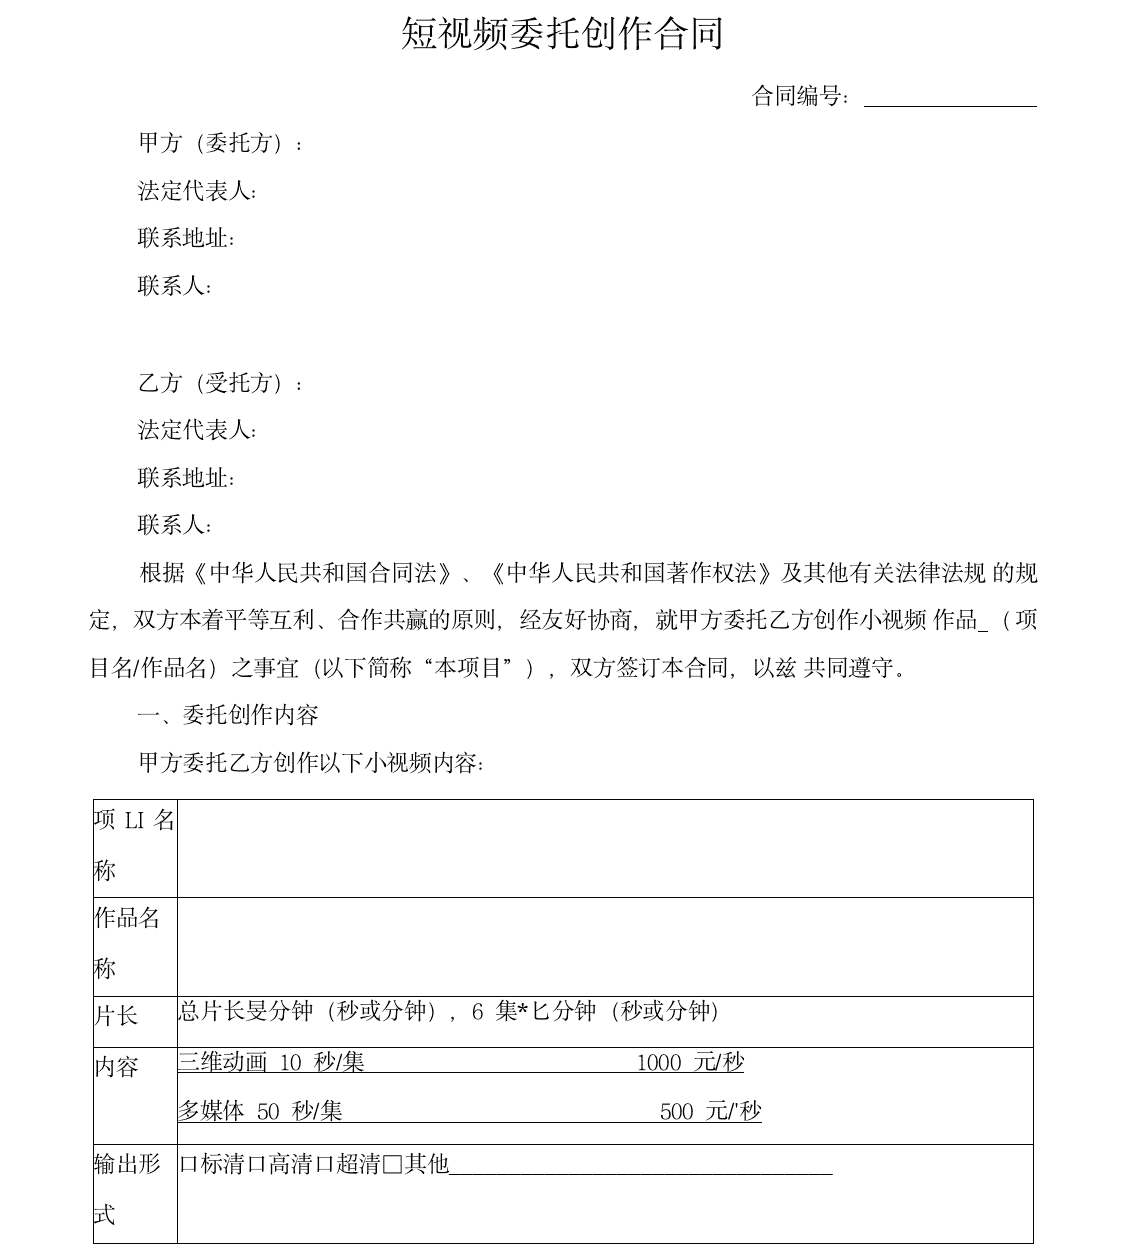 短视频委托创作合同
合同编号：
甲方（委托方）：
法定代表人：
联系地址：
联系人：
乙方（受托方）：
法定代表人：
联系地址：
联系人：
根据《中华人民共和国合同法》、《中华人民共和国著作权法》及其他有关法律法规 的规
定，双方本着平等互利、合作共赢的原则，经友好协商，就甲方委托乙方创作小视频 作品_（项
目名/作品名）之事宜（以下简称“本项目”），双方签订本合同，以兹 共同遵守。
一、委托创作内容
甲方委托乙方创作以下小视频内容：
项 LI 名
称
作品名
称
片长 总片长旻分钟（秒或分钟），6 集*匕分钟（秒或分钟）
内容 三维动画 10 秒/集 1000 元/秒
多媒体 50 秒/集 500 元/'秒
输出形 口标清口高清口超清□其他
式